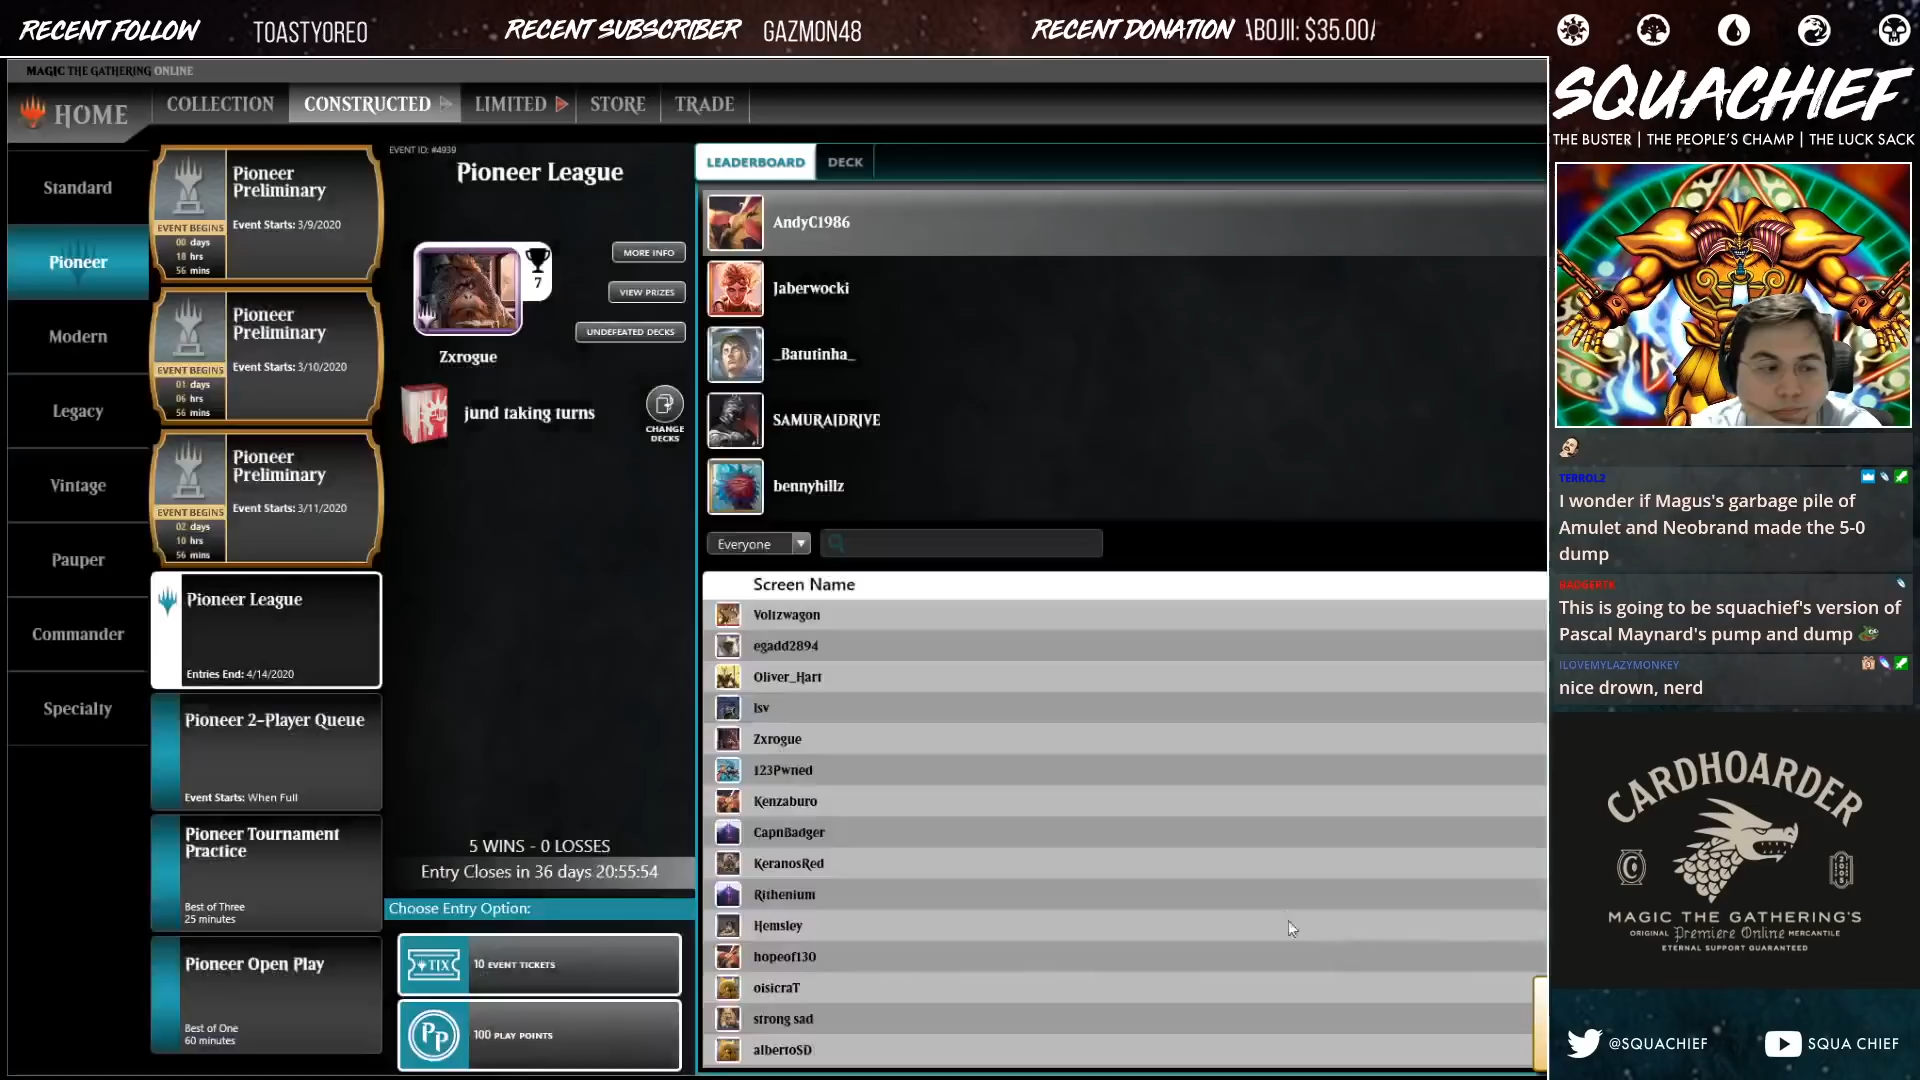 RECENT FOLLOW
TOASTYOREO
RECENT SUBSCRIBER
GAZMON48
RECENT DONATION
ABOJII: $35.00
MAGIC THE GATHERING ONLINE
HOME
COLLECTION
CONSTRUCTED
LIMITED
STORE
TRADE
Standard
Pioneer
Modern
Legacy
Vintage
Pauper
Commander
Specialty
Pioneer
Preliminary
Event Starts: 3/9/2020
EVENT BEGINS
00 days
18 hrs
56 mins
Pioneer
Preliminary
Event Starts: 3/10/2020
EVENT BEGINS
01 days
06 hrs
56 mins
Pioneer
Preliminary
Event Starts: 3/11/2020
EVENT BEGINS
02 days
10 hrs
56 mins
Pioneer League
Entries End: 4/14/2020
Pioneer 2-Player Queue
Event Starts: When Full
Pioneer Tournament
Practice
Best of Three
25 minutes
Pioneer Open Play
Best of One
60 minutes
EVENT ID: #4939
Pioneer League
7
MORE INFO
VIEW PRIZES
UNDEFEATED DECKS
Zxrogue
jund taking turns
CHANGE
DECKS
5 WINS - 0 LOSSES
Entry Closes in 36 days 20:55:54
Choose Entry Option:
TIX
10 EVENT TICKETS
PP
100 PLAY POINTS
LEADERBOARD
DECK
AndyC1986
Jaberwocki
_Batutinha_
SAMURAIDRIVE
bennyhillz
Everyone
Screen Name
Voltzwagon
egadd2894
Oliver_Hart
lsv
Zxrogue
123Pwned
Kenzaburo
CapnBadger
KeranosRed
Rithenium
Hemsley
hopeof130
oisicraT
strong sad
albertoSD
SQUACHIEF
THE BUSTER | THE PEOPLE'S CHAMP | THE LUCK SACK
TERROL2
I wonder if Magus's garbage pile of
Amulet and Neobrand made the 5-0
dump
BADGERTK
This is going to be squachief's version of
Pascal Maynard's pump and dump
ILOVEMYLAZYMONKEY
nice drown, nerd
CARDHOARDER
C
2005
MAGIC THE GATHERING'S
ORIGINAL Premiere Online MERCANTILE
ETERNAL SUPPORT GUARANTEED
@SQUACHIEF
SQUA CHIEF